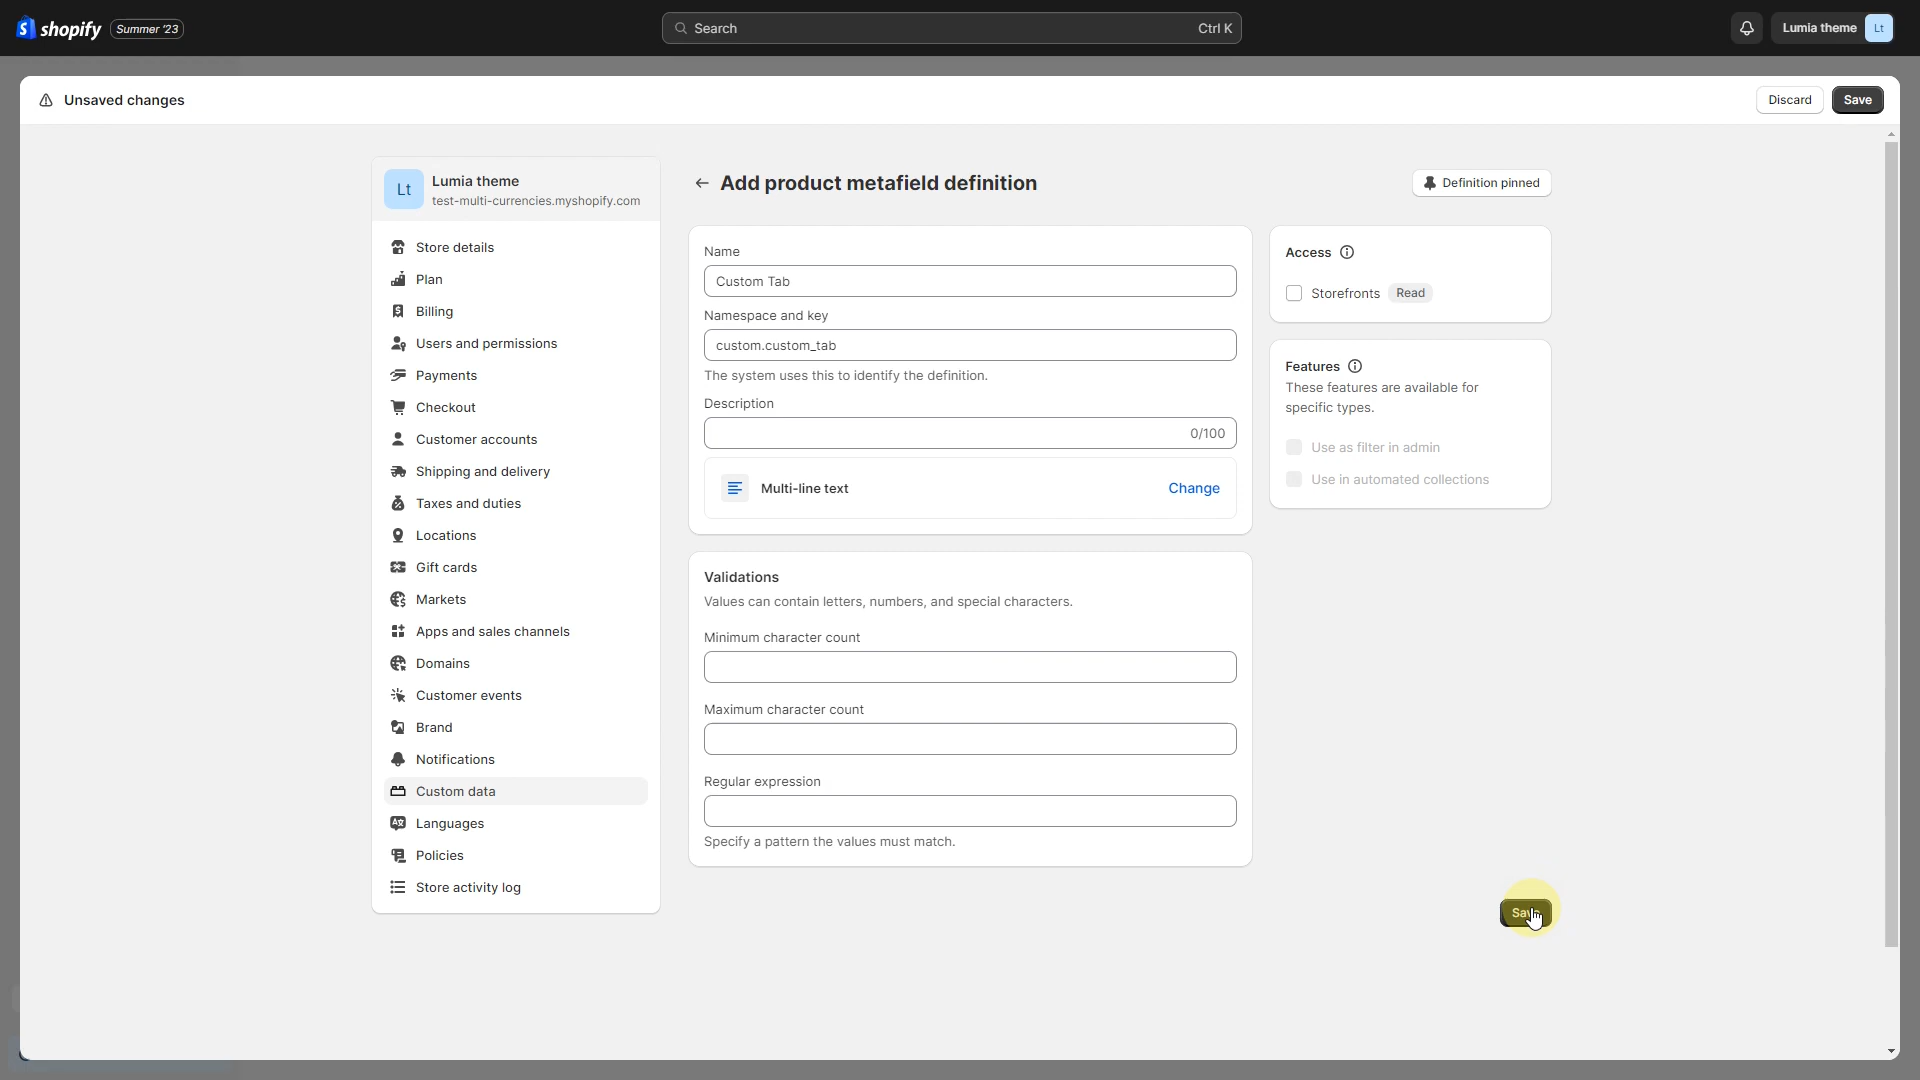 shopify Summer '23
Search Ctrl K
Lumia theme Lt
Unsaved changes
Discard Save
Lt Lumia theme
test-multi-currencies.myshopify.com
Store details
Plan
Billing
Users and permissions
Payments
Checkout
Customer accounts
Shipping and delivery
Taxes and duties
Locations
Gift cards
Markets
Apps and sales channels
Domains
Customer events
Brand
Notifications
Custom data
Languages
Policies
Store activity log
Add product metafield definition
Definition pinned
Name
Custom Tab
Namespace and key
custom.custom_tab
The system uses this to identify the definition.
Description
0/100
Multi-line text Change
Validations
Values can contain letters, numbers, and special characters.
Minimum character count
Maximum character count
Regular expression
Specify a pattern the values must match.
Access
Storefronts Read
Features
These features are available for
specific types.
Use as filter in admin
Use in automated collections
Save